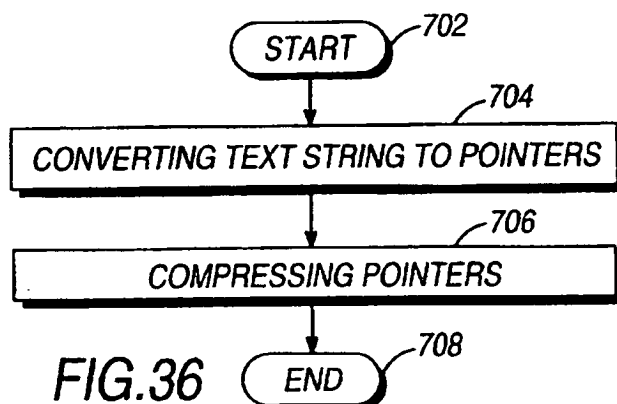 START
702
704
CONVERTING TEXT STRING TO POINTERS
706
COMPRESSING POINTERS
708
END
FIG.36